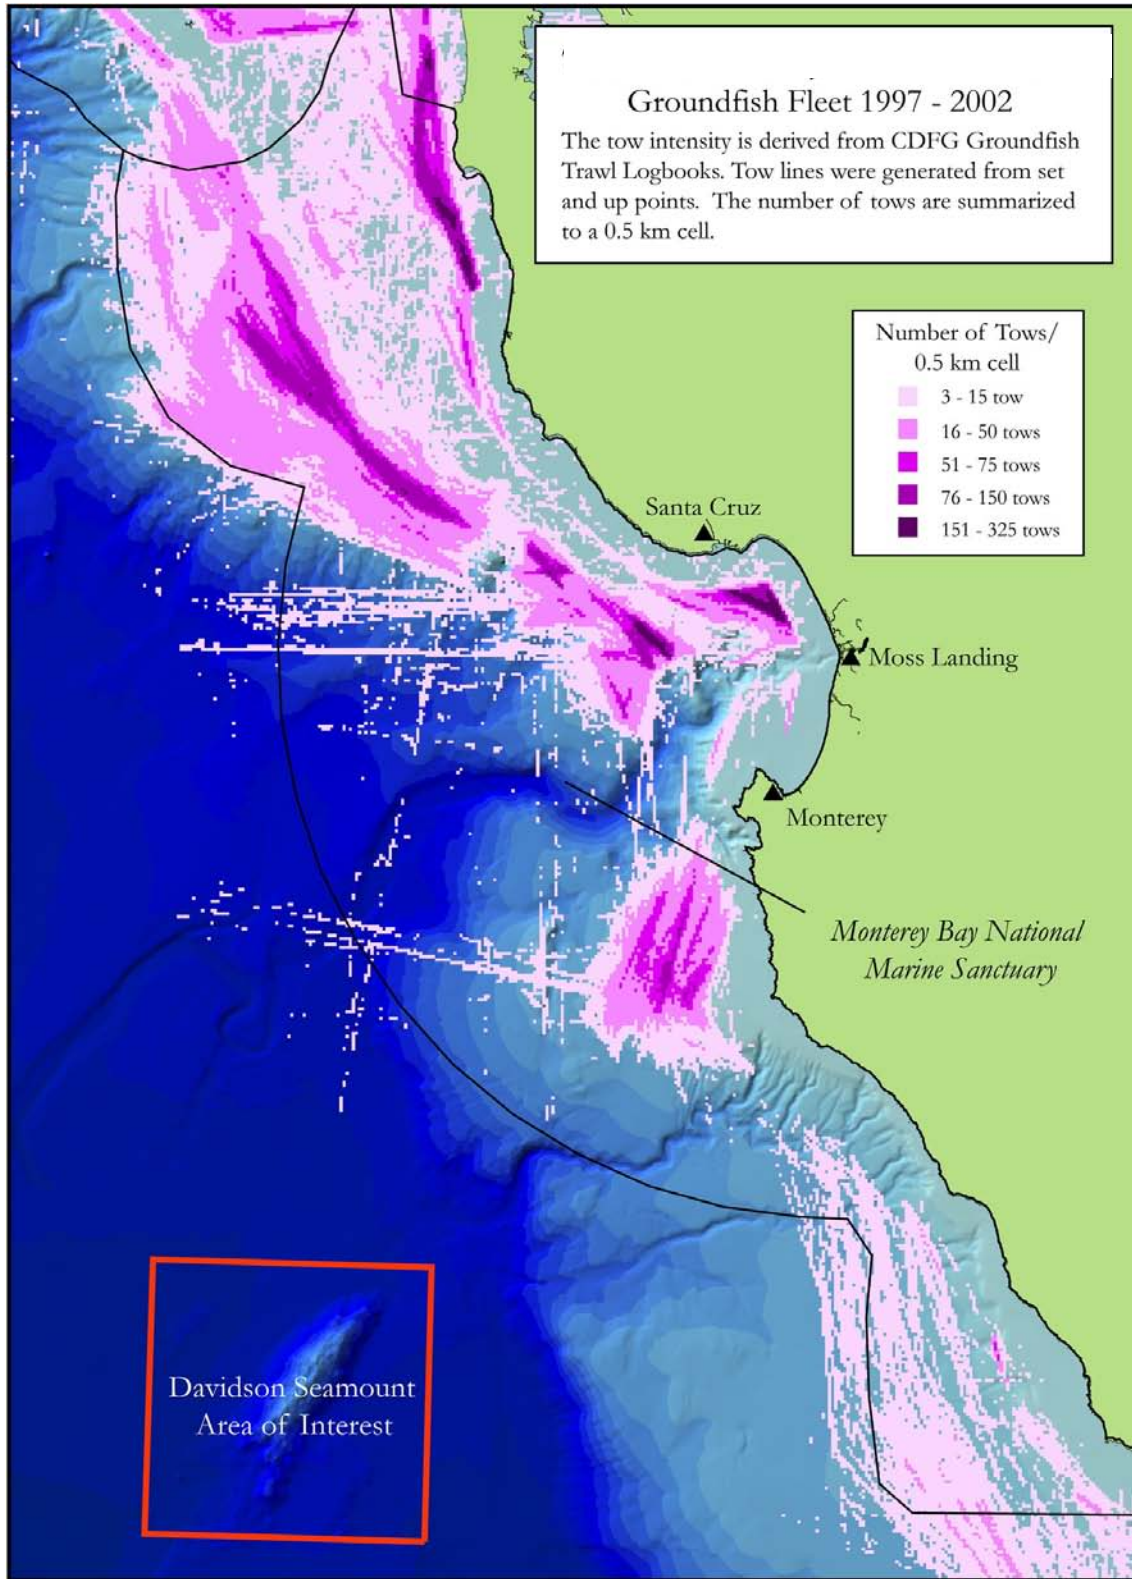 Groundfish Fleet 1997 - 2002
The tow intensity is derived from CDFG Groundfish
Trawl Logbooks. Tow lines were generated from set
and up points. The number of tows are summarized
to a 0.5 km cell.
Number of Tows/
0.5 km cell
3 - 15 tow
16 - 50 tows
51 - 75 tows
76 - 150 tows
151 - 325 tows
Santa Cruz
Moss Landing
Monterey
Monterey Bay National
Marine Sanctuary
Davidson Seamount
Area of Interest